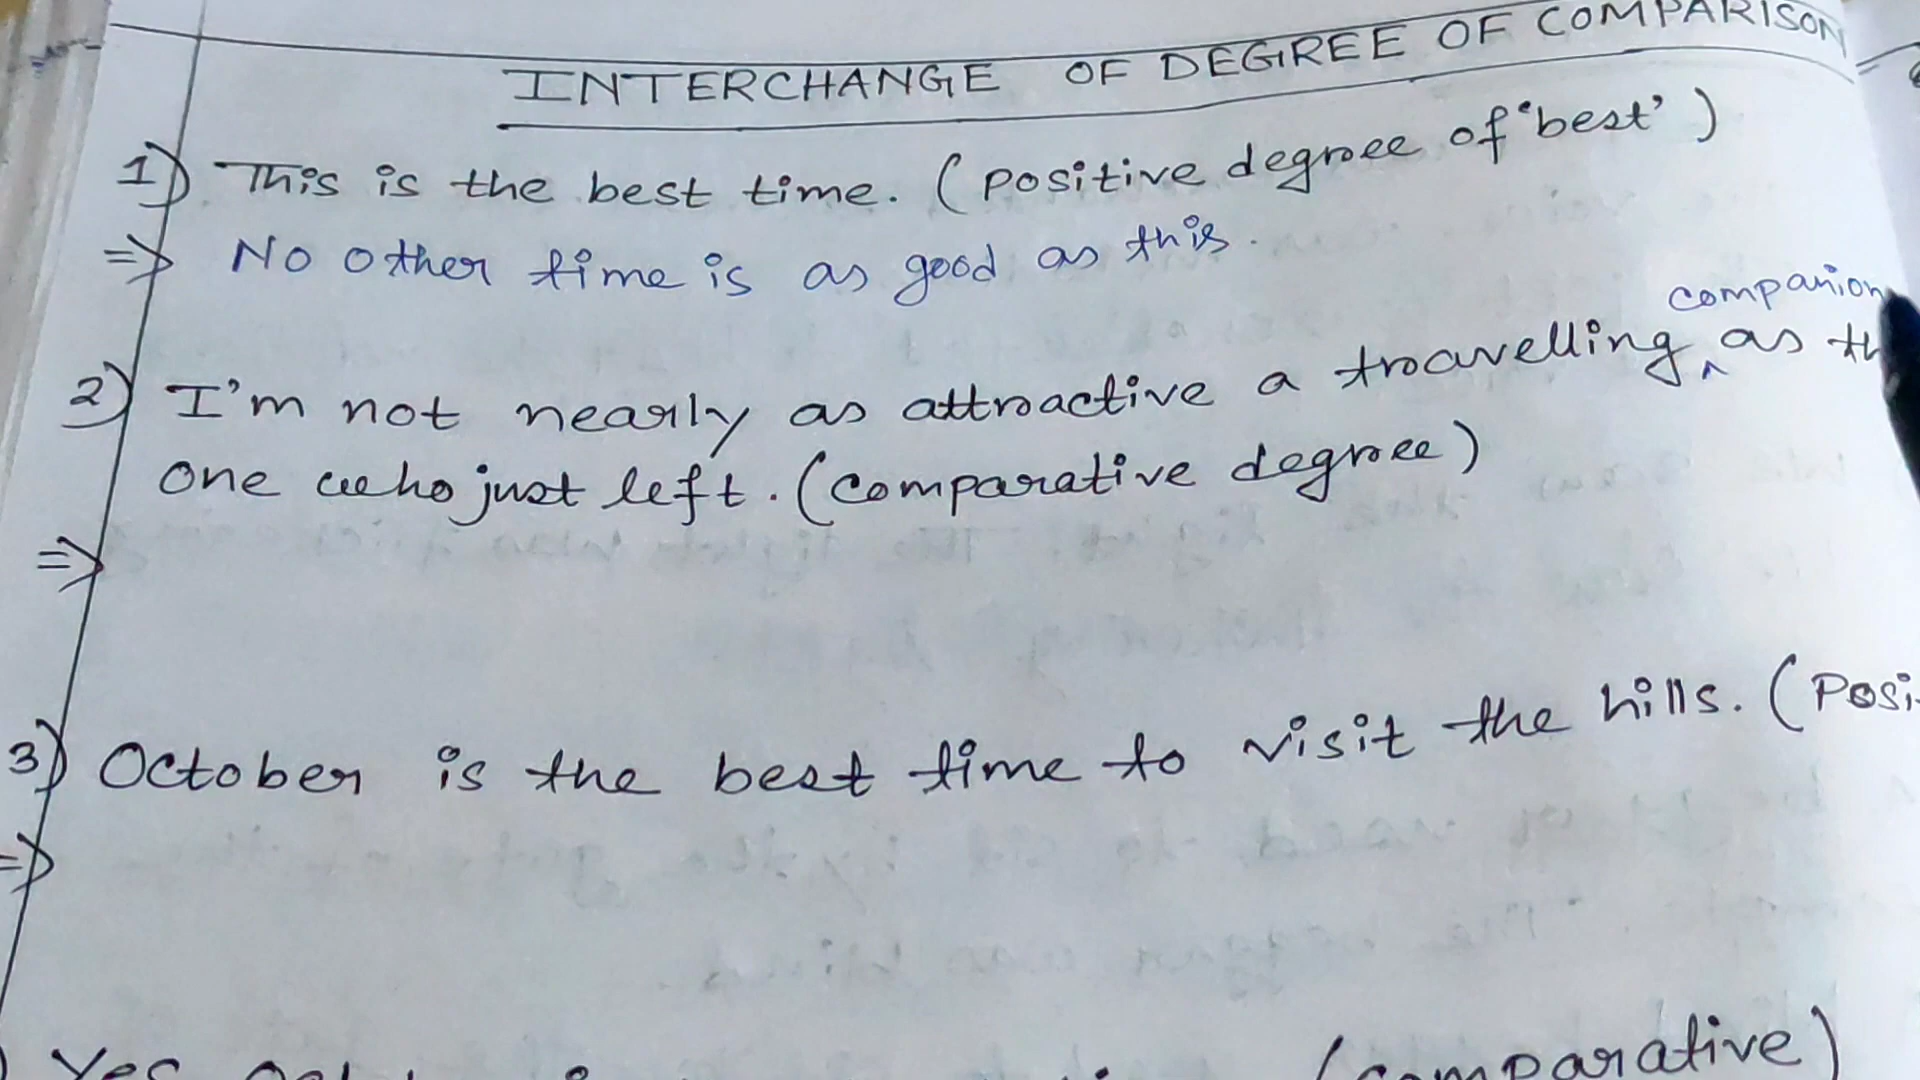 INTERCHANGE OF DEGREE OF COMPARISON
1) This is the best time. (positive degree of 'best')
=> No other time is as good as this.
companion
2) I'm not nearly as attractive a travelling ^ as th
one who just left. (comparative degree)
=>
3) October is the best time to visit the hills. (Posi-
=>
Yes (comparative)